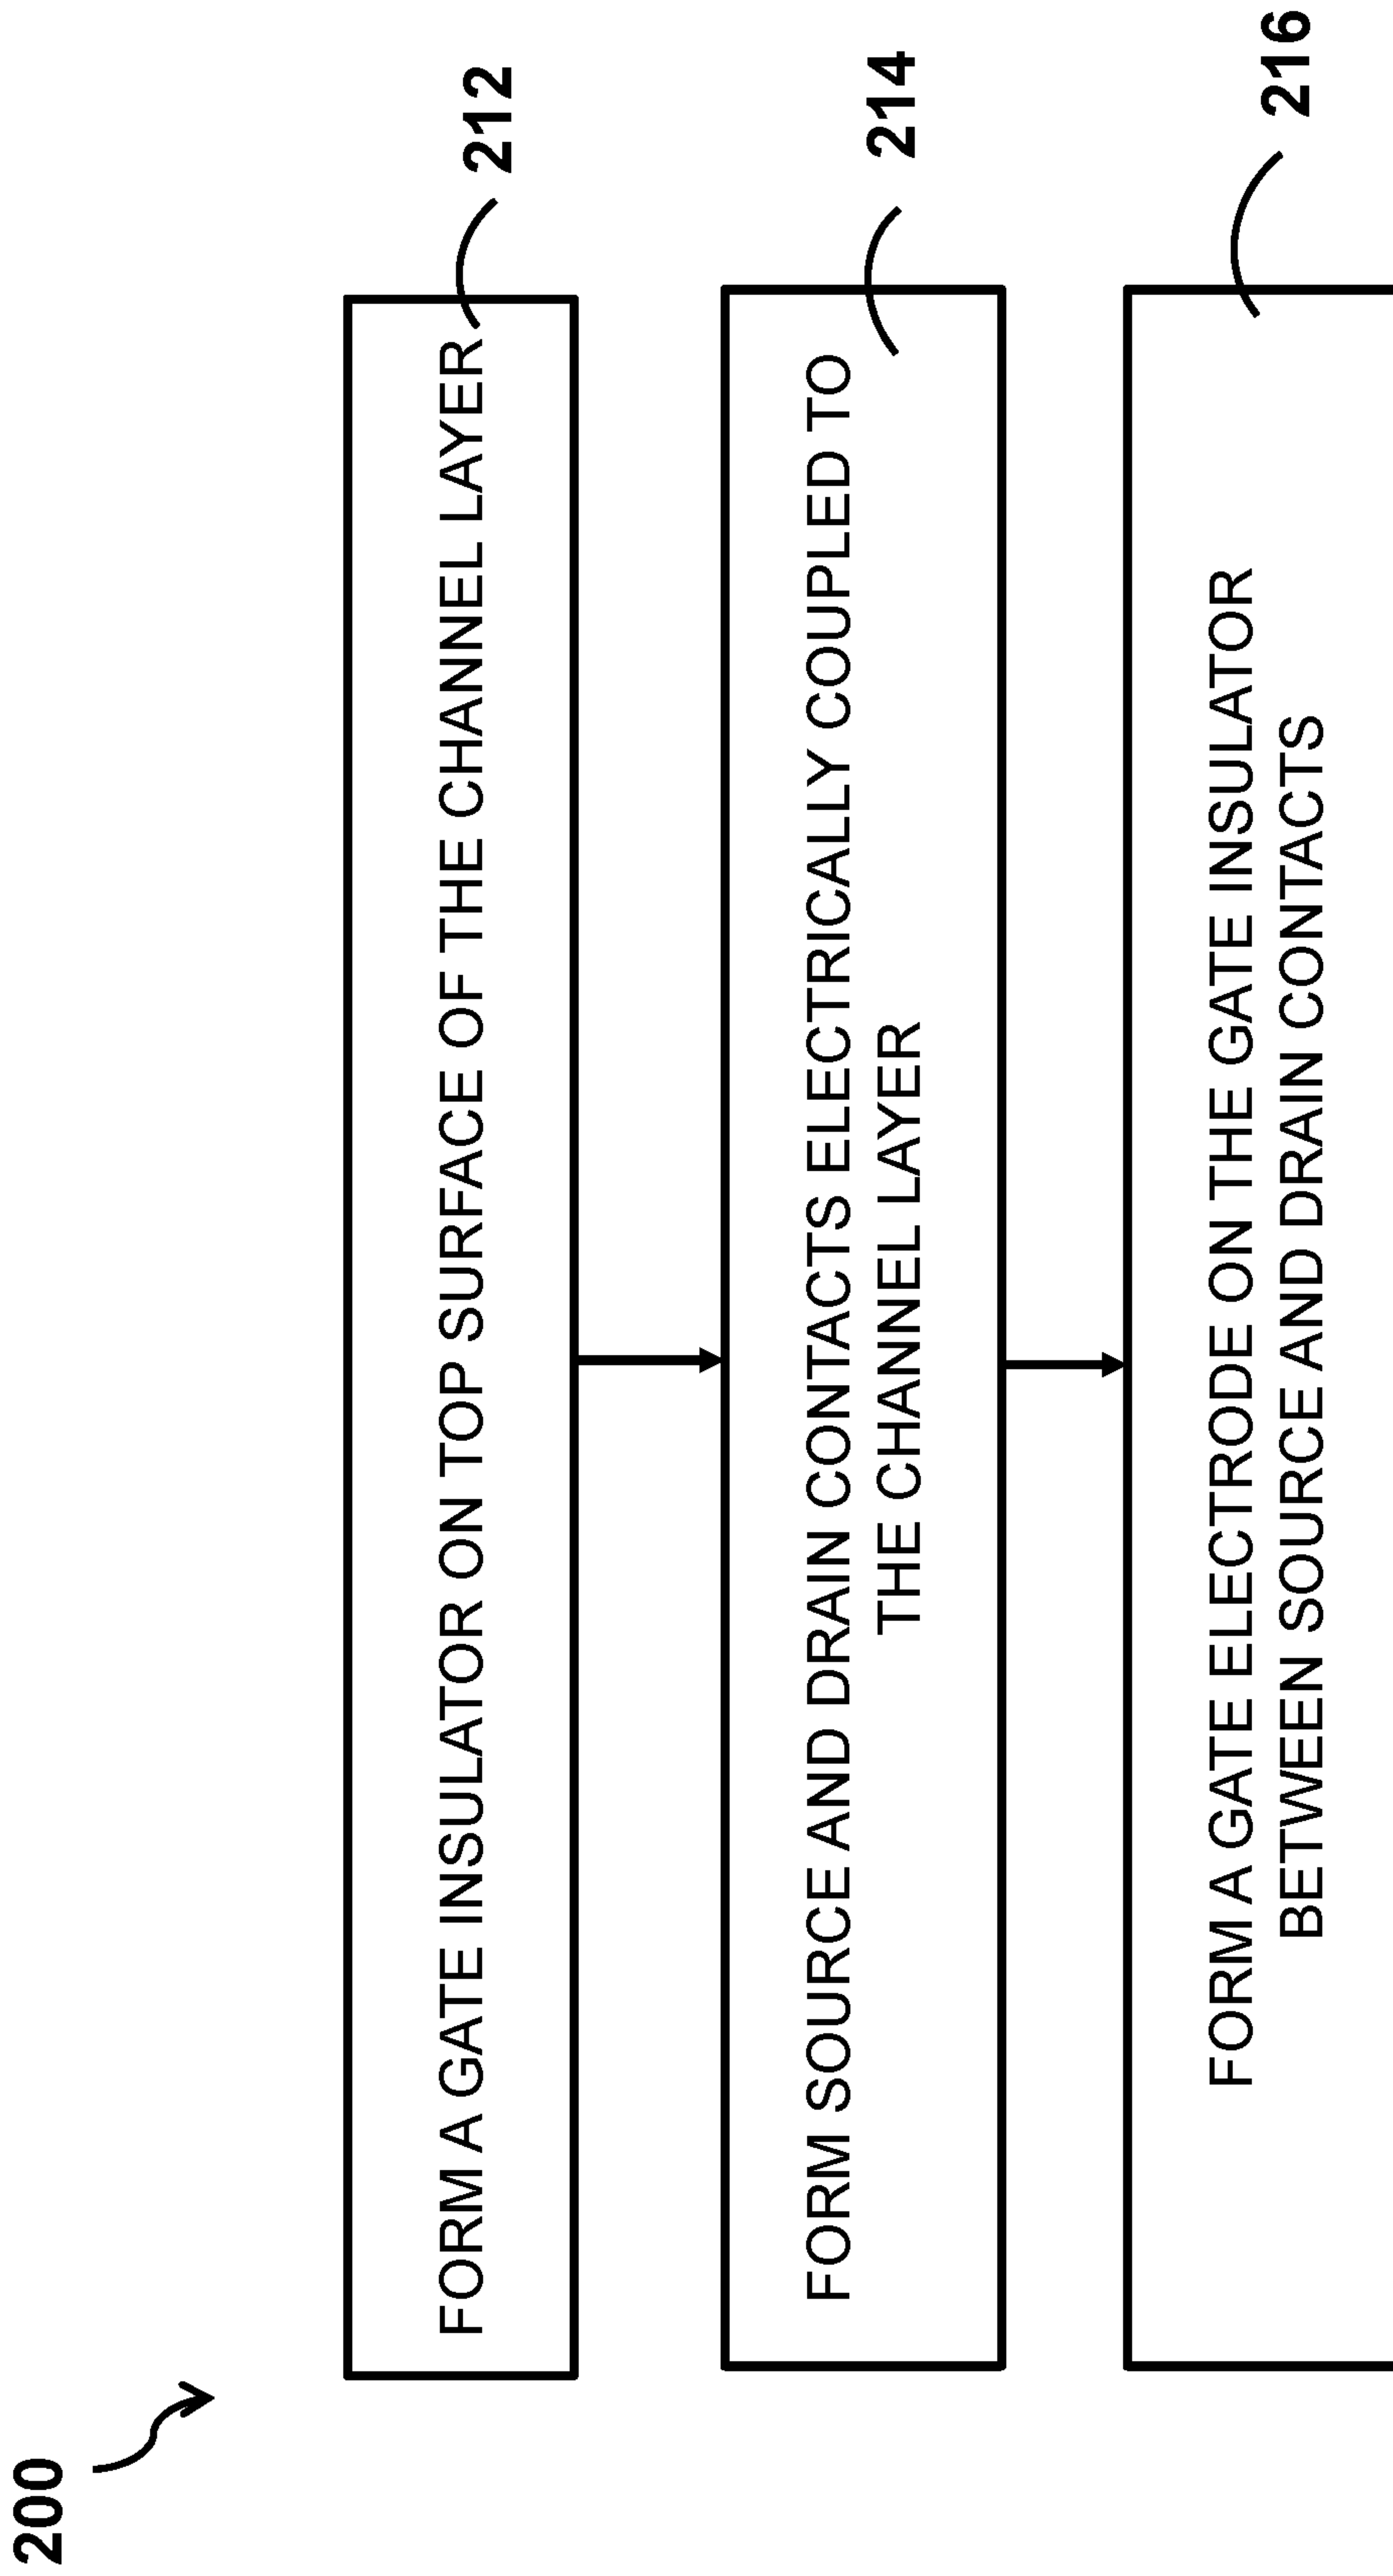 200
FORM A GATE INSULATOR ON TOP SURFACE OF THE CHANNEL LAYER
212
FORM SOURCE AND DRAIN CONTACTS ELECTRICALLY COUPLED TO
THE CHANNEL LAYER
214
FORM A GATE ELECTRODE ON THE GATE INSULATOR
BETWEEN SOURCE AND DRAIN CONTACTS
216